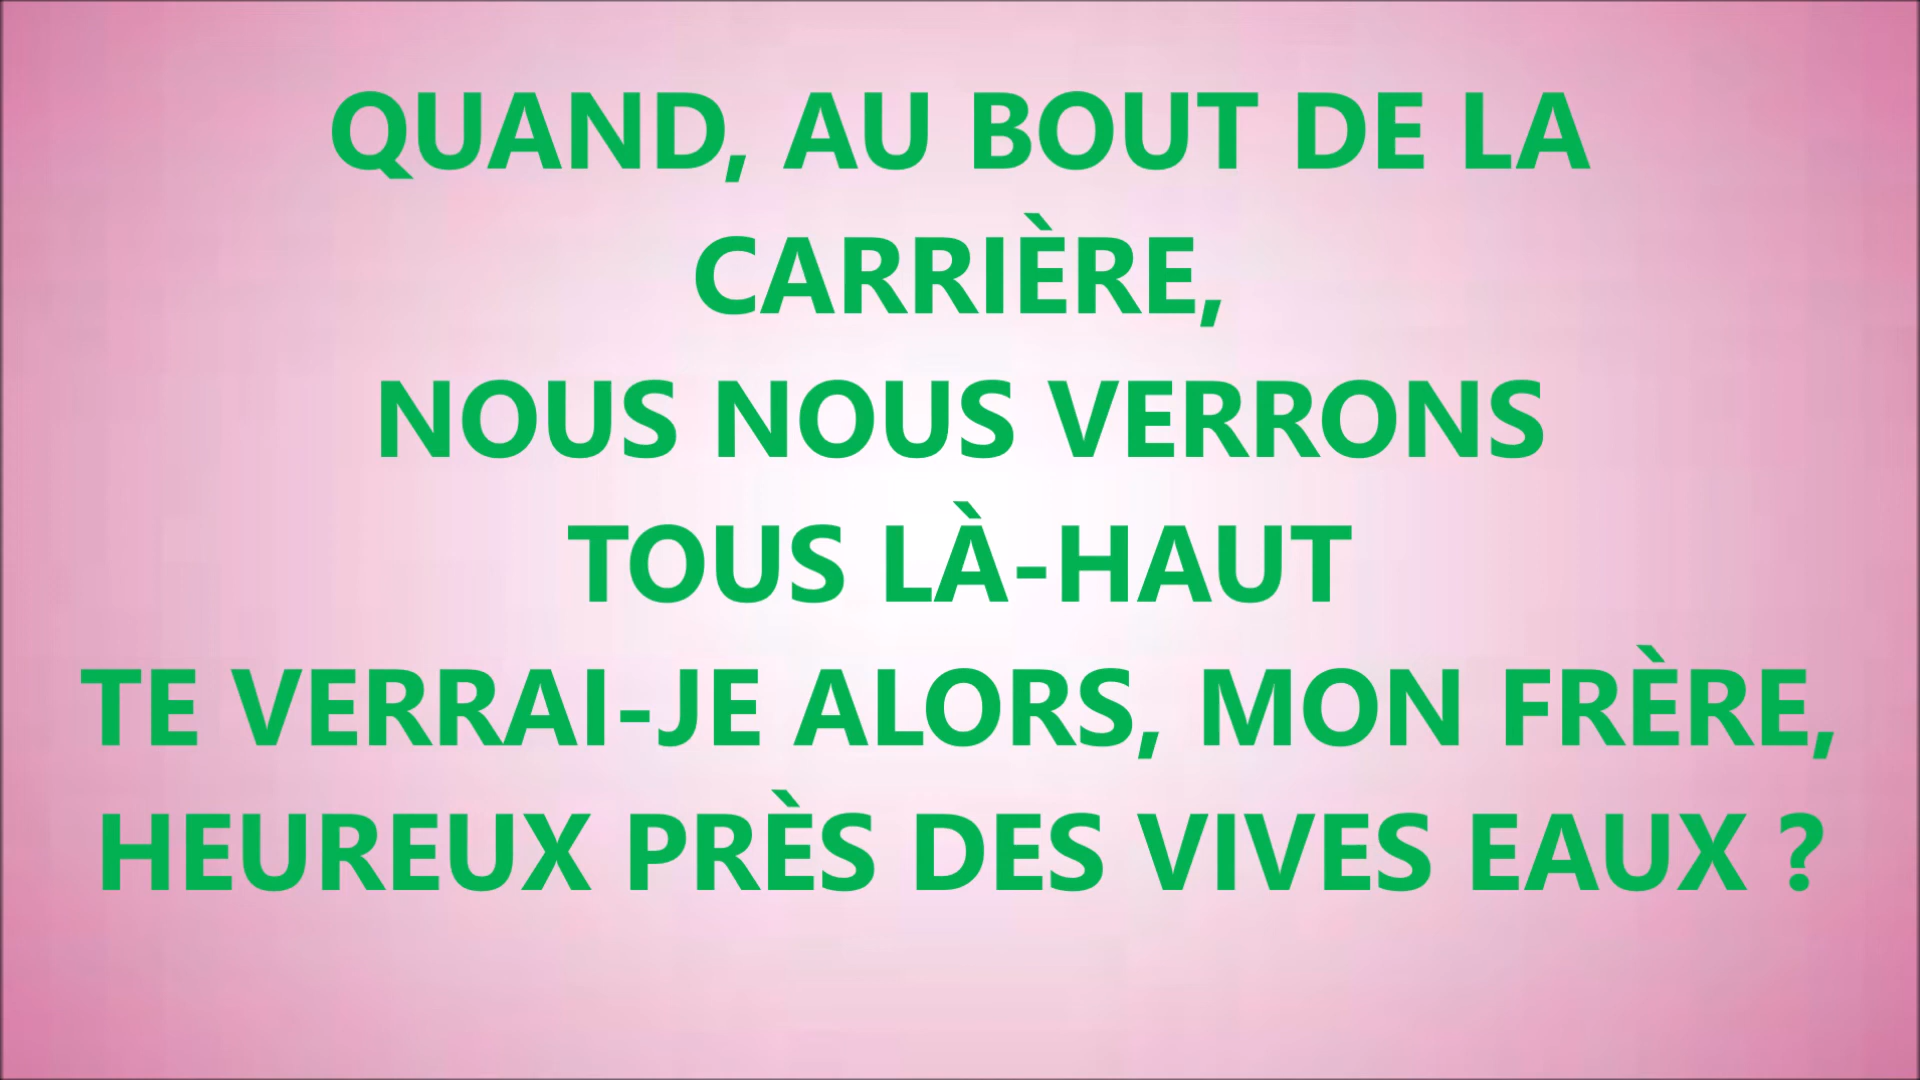 QUAND, AU BOUT DE LA
CARRIÈRE,
NOUS NOUS VERRONS
TOUS LÀ-HAUT
TE VERRAI-JE ALORS, MON FRÈRE,
HEUREUX PRÈS DES VIVES EAUX ?